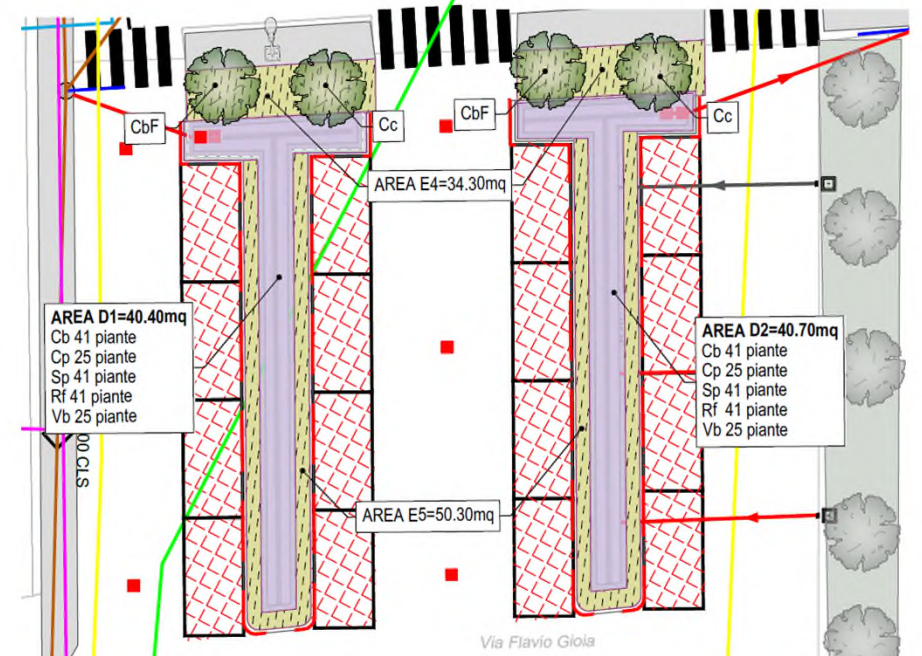 CbF
Cc
CbF
Cc
AREA E4=34.30mq
AREA D1=40.40mq
Cb 41 piante
Cp 25 piante
Sp 41 piante
Rf 41 piante
Vb 25 piante
AREA D2=40.70mq
Cb 41 piante
Cp 25 piante
Sp 41 piante
Rf 41 piante
Vb 25 piante
00 CLS
AREA E5=50.30mq
Via Flavio Gioia